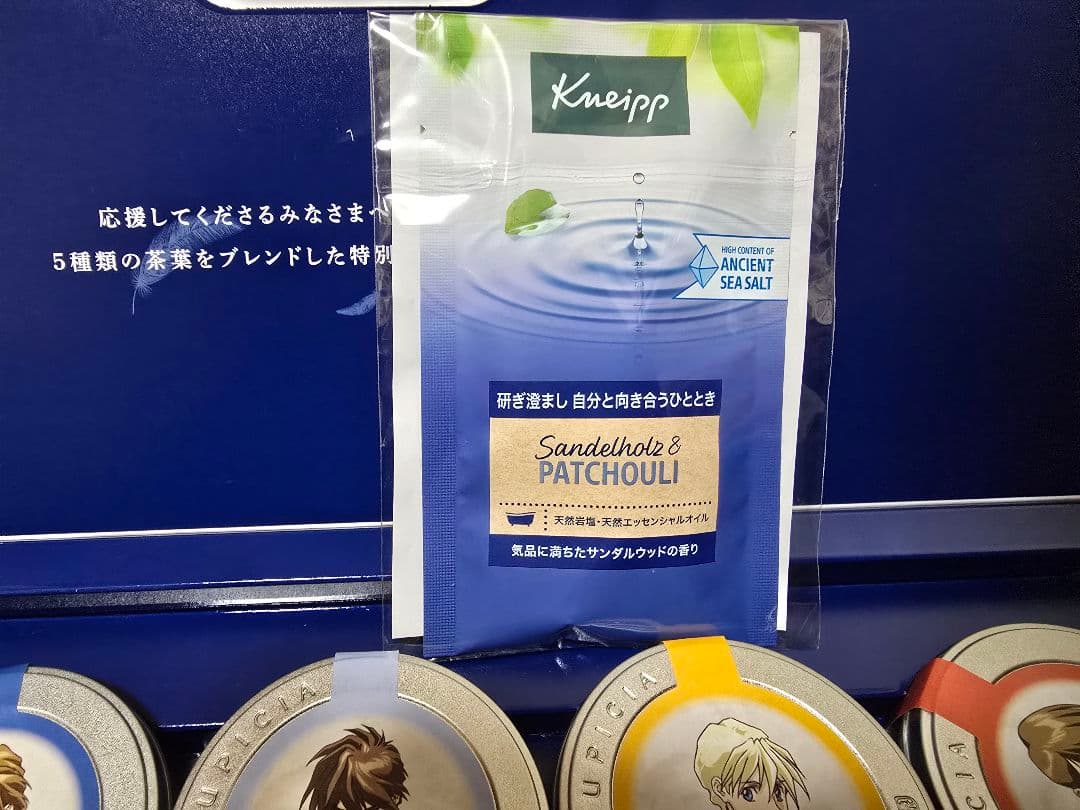 応援してくださるみなさまへ
5種類の茶葉をブレンドした特別
Kneipp
HIGH CONTENT OF
ANCIENT
SEA SALT
研ぎ澄まし 自分と向き合うひととき
Sandelholz &
PATCHOULI
天然岩塩・天然エッセンシャルオイル
気品に満ちたサンダルウッドの香り
UPICIA
UPICIA
CIA